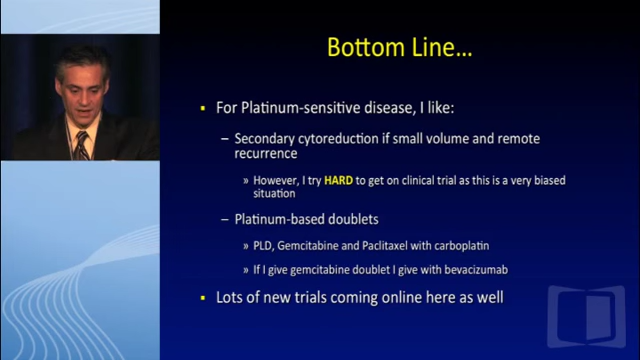 Bottom Line…
▪ For Platinum-sensitive disease, I like:
– Secondary cytoreduction if small volume and remote
recurrence
» However, I try HARD to get on clinical trial as this is a very biased
situation
– Platinum-based doublets
» PLD, Gemcitabine and Paclitaxel with carboplatin
» If I give gemcitabine doublet I give with bevacizumab
▪ Lots of new trials coming online here as well